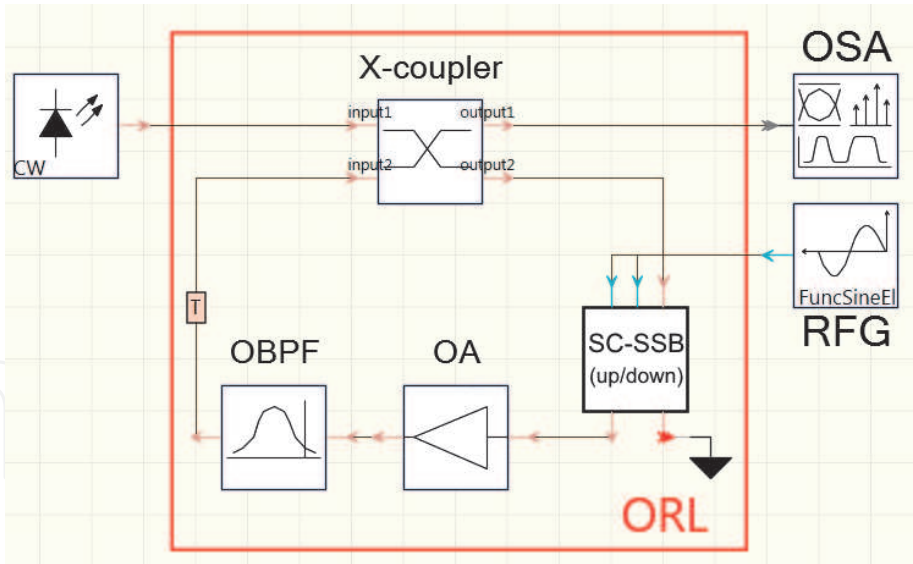 OSA
X-coupler
input1 output1
CW
input2 output2
FuncSineEl
RFG
T
SC-SSB
(up/down)
OBPF
OA
ORL